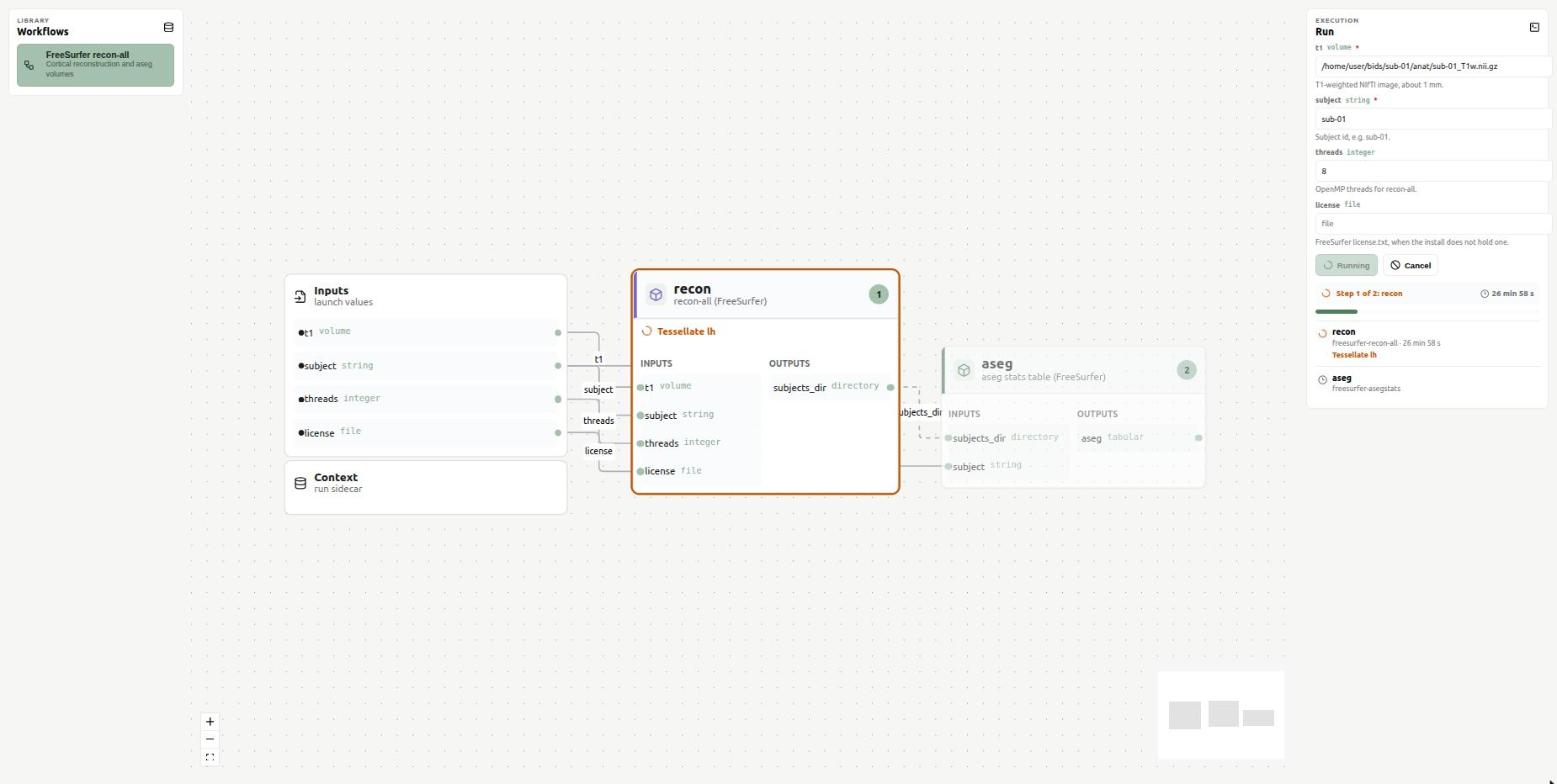 LIBRARY
Workflows
FreeSurfer recon-all
Cortical reconstruction and aseg
volumes
Inputs
launch values
t1 volume
subject string
threads integer
license file
Context
run sidecar
t1
subject
threads
license
recon
recon-all (FreeSurfer)
1
Tessellate lh
INPUTS
OUTPUTS
t1 volume
subject string
threads integer
license file
subjects_dir directory
ubjects_dir
aseg
aseg stats table (FreeSurfer)
2
INPUTS
OUTPUTS
subjects_dir directory
subject string
aseg tabular
EXECUTION
Run
t1 volume *
/home/user/bids/sub-01/anat/sub-01_T1w.nii.gz
T1-weighted NIfTI image, about 1 mm.
subject string *
sub-01
Subject id, e.g. sub-01.
threads integer
8
OpenMP threads for recon-all.
license file
file
FreeSurfer license.txt, when the install does not hold one.
Running
Cancel
Step 1 of 2: recon
26 min 58 s
recon
freesurfer-recon-all · 26 min 58 s
Tessellate lh
aseg
freesurfer-asegstats